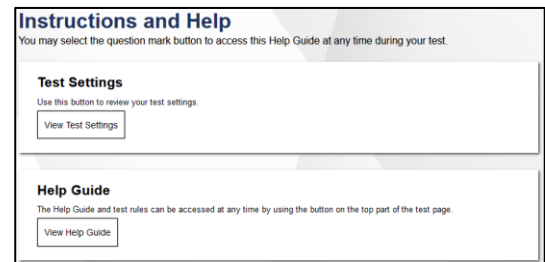 Instructions and Help
You may select the question mark button to access this Help Guide at any time during your test.
Test Settings
Use this button to review your test settings.
View Test Settings
Help Guide
The Help Guide and test rules can be accessed at any time by using the button on the top part of the test page.
View Help Guide